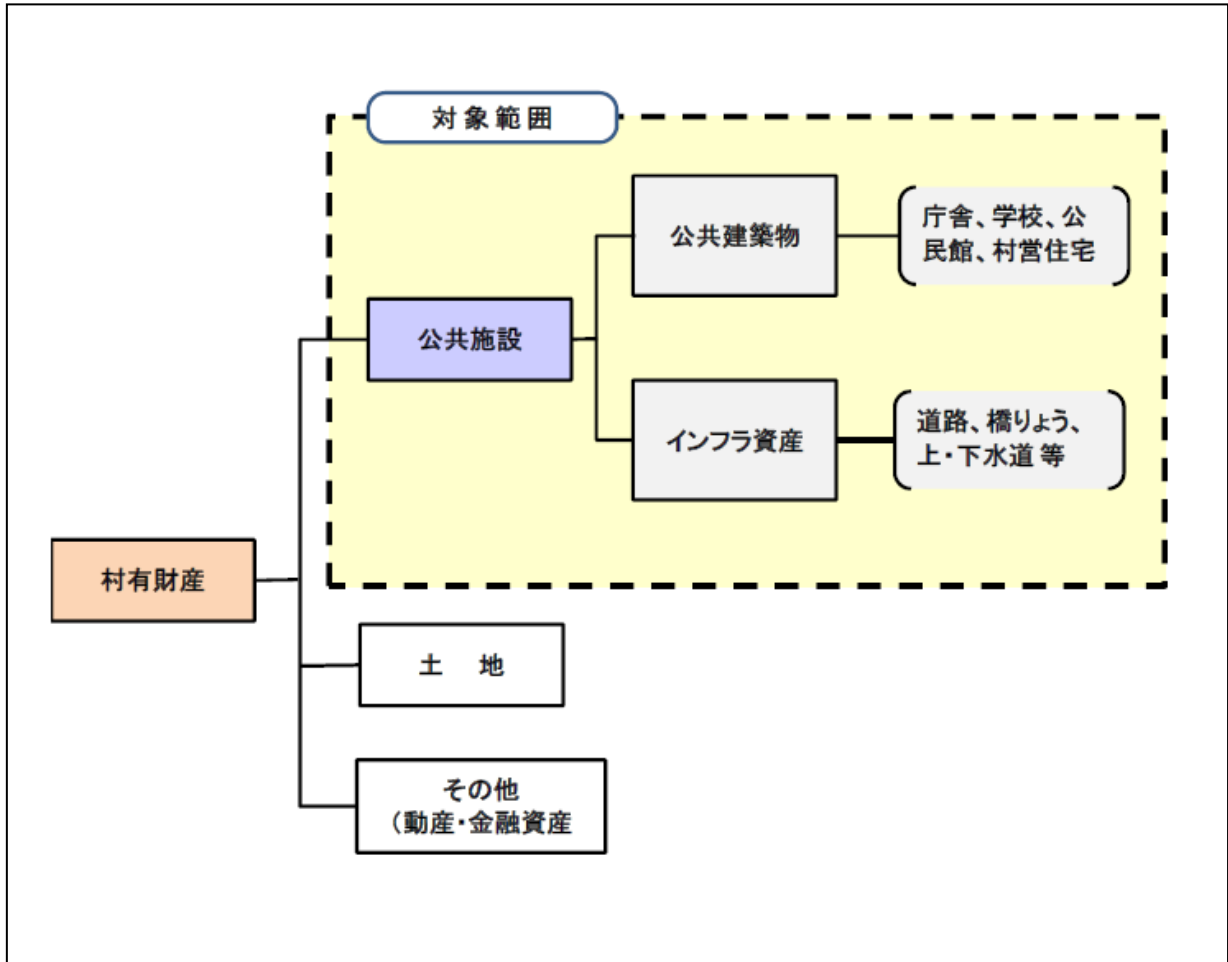 対象範囲
公共建築物
庁舎、学校、公
民館、村営住宅
公共施設
インフラ資産
道路、橋りょう、
上・下水道 等
村有財産
土 地
その他
(動産・金融資産